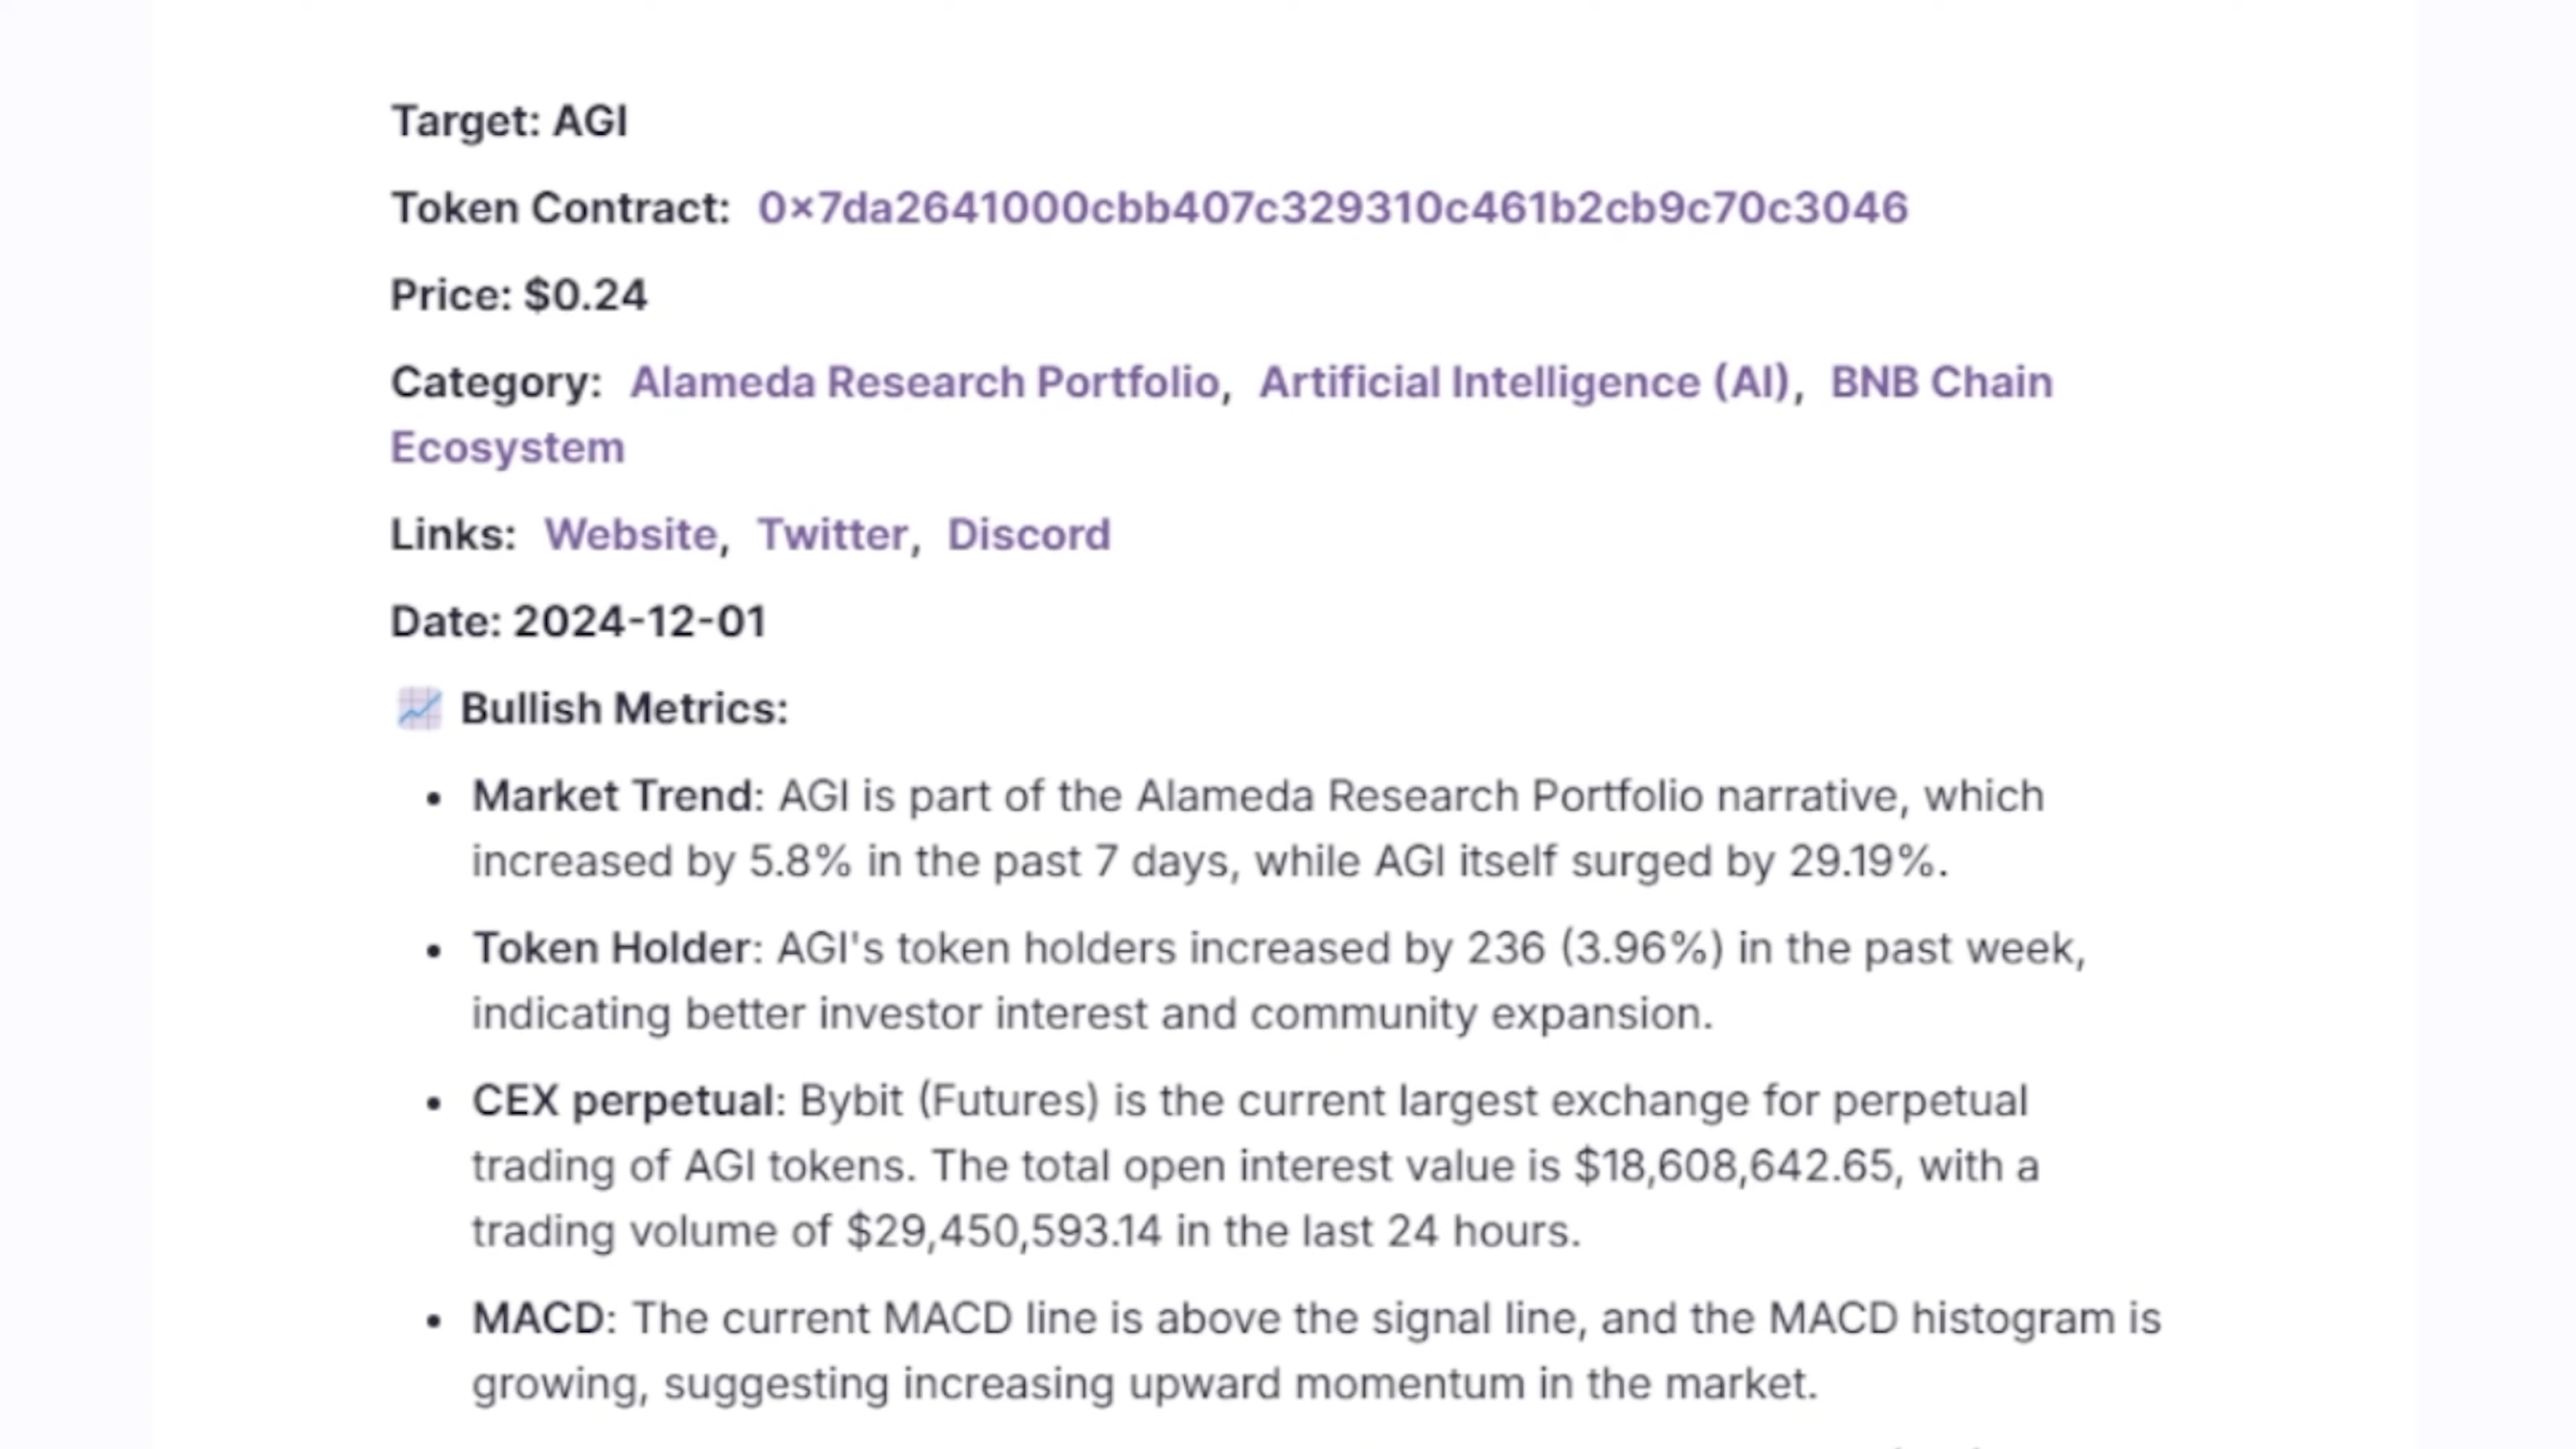 Target: AGI
Token Contract: 0×7da2641000cbb407c329310c461b2cb9c70c3046
Price: $0.24
Category: Alameda Research Portfolio, Artificial Intelligence (AI), BNB Chain
Ecosystem
Links: Website, Twitter, Discord
Date: 2024-12-01
📈 Bullish Metrics:
• Market Trend: AGI is part of the Alameda Research Portfolio narrative, which
increased by 5.8% in the past 7 days, while AGI itself surged by 29.19%.
• Token Holder: AGI's token holders increased by 236 (3.96%) in the past week,
indicating better investor interest and community expansion.
• CEX perpetual: Bybit (Futures) is the current largest exchange for perpetual
trading of AGI tokens. The total open interest value is $18,608,642.65, with a
trading volume of $29,450,593.14 in the last 24 hours.
• MACD: The current MACD line is above the signal line, and the MACD histogram is
growing, suggesting increasing upward momentum in the market.